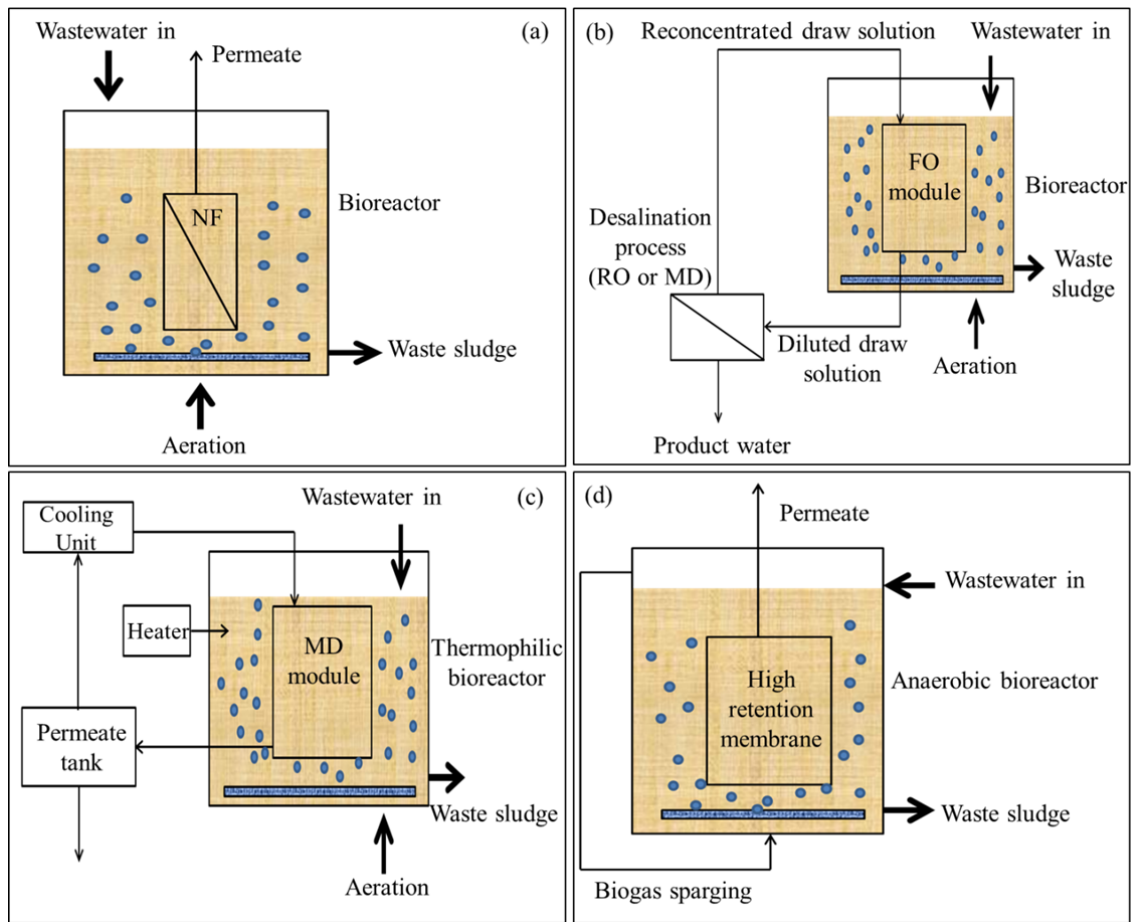 Wastewater in
(a)
Permeate
NF
Bioreactor
Waste sludge
Aeration
(b)
Reconcentrated draw solution
Wastewater in
FO
module
Bioreactor
Desalination
process
(RO or MD)
Waste
sludge
Diluted draw
solution
Aeration
Product water
(c)
Wastewater in
Cooling
Unit
Heater
MD
module
Thermophilic
bioreactor
Permeate
tank
Waste sludge
Aeration
(d)
Permeate
Wastewater in
High
retention
membrane
Anaerobic bioreactor
Waste sludge
Biogas sparging